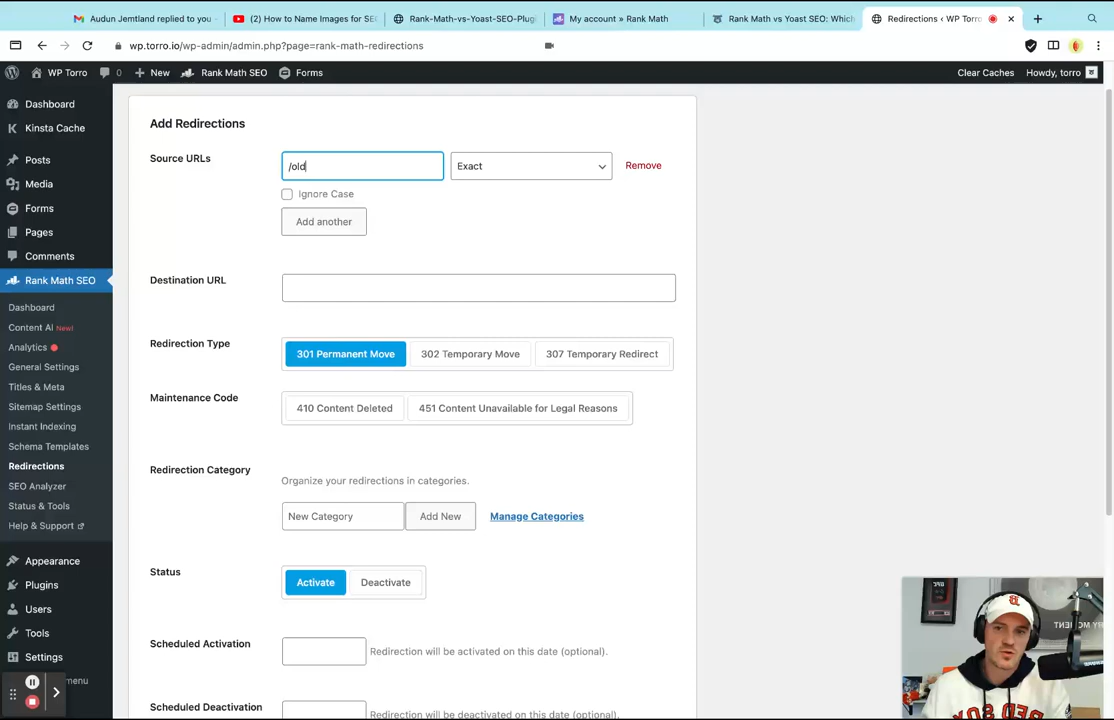 Audun Jemtland replied to you
(2) How to Name Images for SEO
Rank-Math-vs-Yoast-SEO-Plugi
My account » Rank Math
Rank Math vs Yoast SEO: Which
Redirections ‹ WP Torro
wp.torro.io/wp-admin/admin.php?page=rank-math-redirections
WP Torro
0
New
Rank Math SEO
Forms
Clear Caches
Howdy, torro
Dashboard
Kinsta Cache
Posts
Media
Forms
Pages
Comments
Rank Math SEO
Dashboard
Content AI New!
Analytics
General Settings
Titles & Meta
Sitemap Settings
Instant Indexing
Schema Templates
Redirections
SEO Analyzer
Status & Tools
Help & Support
Appearance
Plugins
Users
Tools
Settings
menu
Add Redirections
Source URLs
/old
Exact
Remove
Ignore Case
Add another
Destination URL
Redirection Type
301 Permanent Move
302 Temporary Move
307 Temporary Redirect
Maintenance Code
410 Content Deleted
451 Content Unavailable for Legal Reasons
Redirection Category
Organize your redirections in categories.
New Category
Add New
Manage Categories
Status
Activate
Deactivate
Scheduled Activation
Redirection will be activated on this date (optional).
Scheduled Deactivation
Redirection will be deactivated on this date (optional).
RED SOX